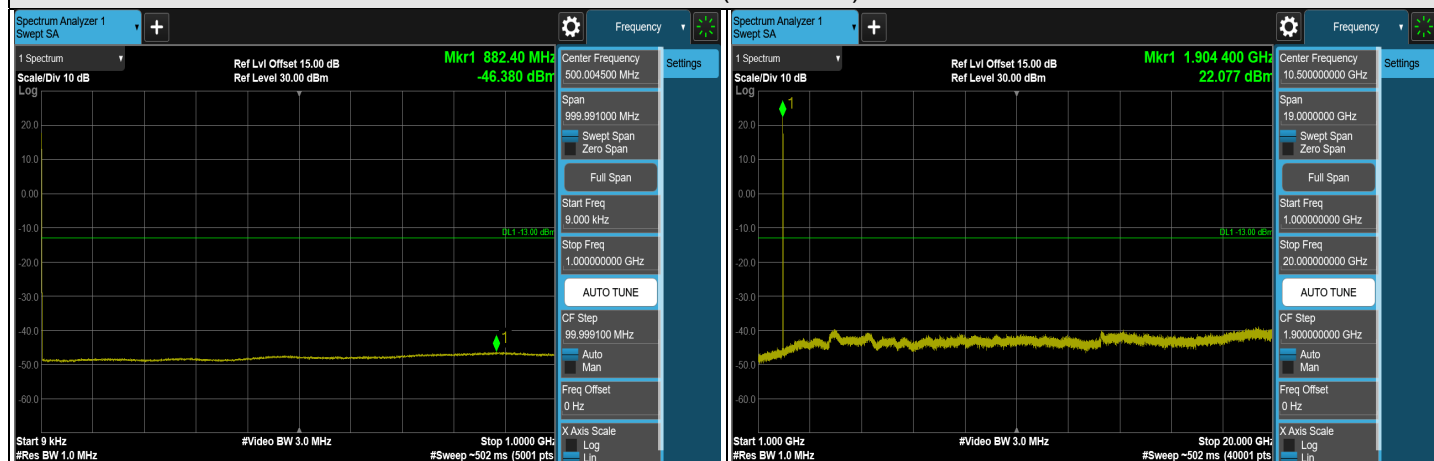 Spectrum Analyzer 1
Swept SA
+
Frequency
1 Spectrum
Scale/Div 10 dB
Log
Ref Lvl Offset 15.00 dB
Ref Level 30.00 dBm
Mkr1 882.40 MHz
-46.380 dBm
1
20.0
10.0
0.00
-10.0
-20.0
-30.0
-40.0
-50.0
-60.0
DL1 -13.00 dBm
Start 9 kHz
#Res BW 1.0 MHz
#Video BW 3.0 MHz
Stop 1.0000 GHz
#Sweep ~502 ms (5001 pts
Center Frequency
500.004500 MHz
Settings
Span
999.991000 MHz
Swept Span
Zero Span
Full Span
Start Freq
9.000 kHz
Stop Freq
1.000000000 GHz
AUTO TUNE
CF Step
99.999100 MHz
Auto
Man
Freq Offset
0 Hz
X Axis Scale
Log
Lin
Spectrum Analyzer 1
Swept SA
+
Frequency
1 Spectrum
Scale/Div 10 dB
Log
Ref Lvl Offset 15.00 dB
Ref Level 30.00 dBm
Mkr1 1.904 400 GHz
22.077 dBm
1
20.0
10.0
0.00
-10.0
-20.0
-30.0
-40.0
-50.0
-60.0
DL1 -13.00 dBm
Start 1.000 GHz
#Res BW 1.0 MHz
#Video BW 3.0 MHz
Stop 20.000 GHz
#Sweep ~502 ms (40001 pts
Center Frequency
10.500000000 GHz
Settings
Span
19.0000000 GHz
Swept Span
Zero Span
Full Span
Start Freq
1.000000000 GHz
Stop Freq
20.000000000 GHz
AUTO TUNE
CF Step
1.900000000 GHz
Auto
Man
Freq Offset
0 Hz
X Axis Scale
Log
Lin